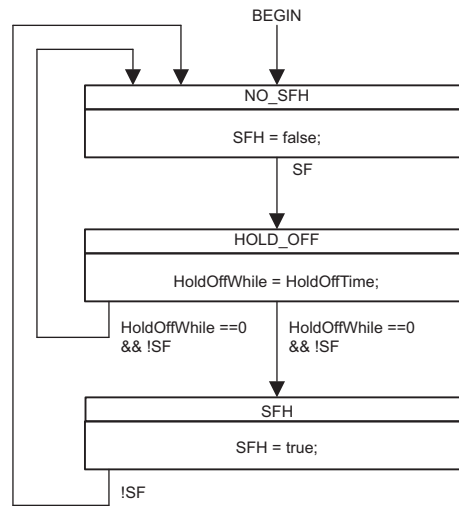 BEGIN
NO_SFH
SFH = false;
SF
HOLD_OFF
HoldOffWhile = HoldOffTime;
HoldOffWhile ==0
&& !SF
HoldOffWhile ==0
&& !SF
SFH
SFH = true;
!SF